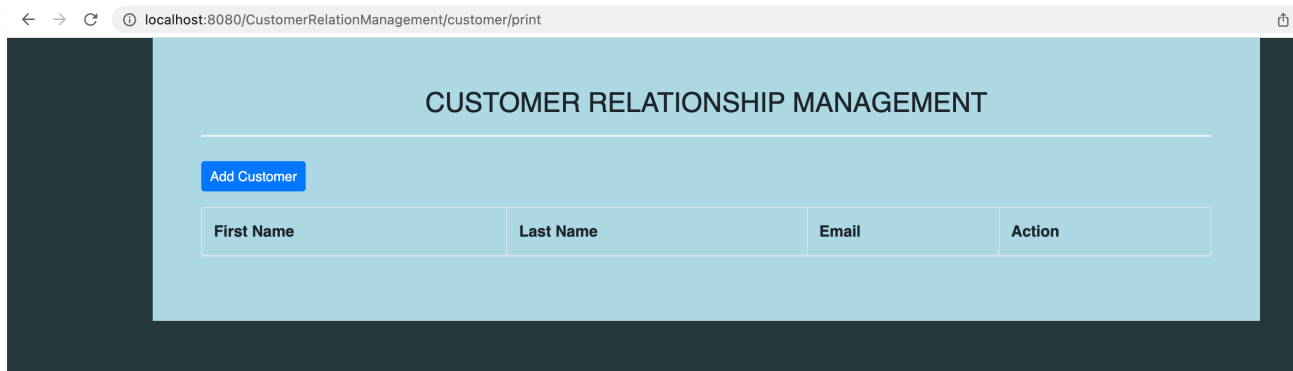 localhost:8080/CustomerRelationManagement/customer/print
CUSTOMER RELATIONSHIP MANAGEMENT
Add Customer
First Name Last Name Email Action